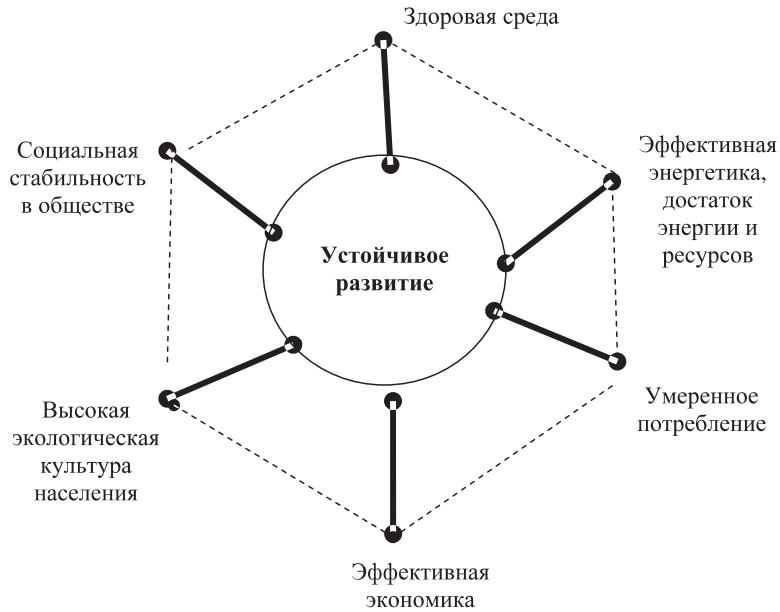 Здоровая среда
Социальная
стабильность
в обществе
Эффективная
энергетика,
достаток
энергии и
ресурсов
Устойчивое
развитие
Высокая
экологическая
культура
населения
Умеренное
потребление
Эффективная
экономика